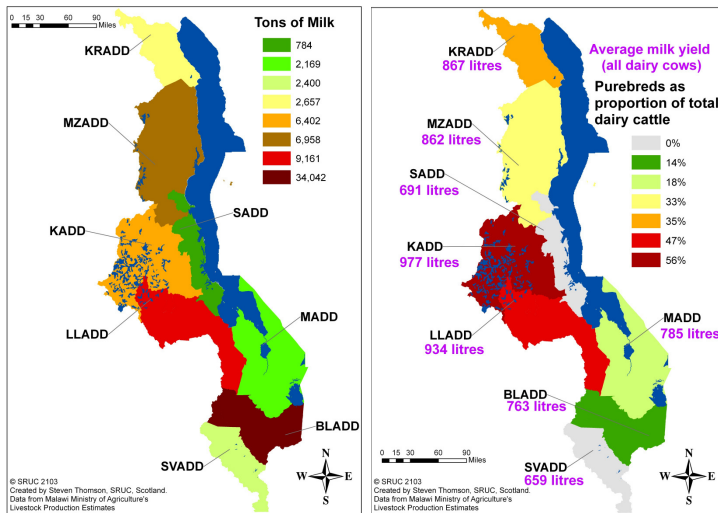 0 15 30 60 90
Miles
Tons of Milk
784
2,169
2,400
2,657
6,402
6,958
9,161
34,042
KRADD
MZADD
SADD
KADD
LLADD
MADD
BLADD
SVADD
N
W E
S
© SRUC 2103
Created by Steven Thomson, SRUC, Scotland.
Data from Malawi Ministry of Agriculture's
Livestock Production Estimates
KRADD
867 litres
Average milk yield
(all dairy cows)
Purebreds as
proportion of total
dairy cattle
0%
14%
18%
33%
35%
47%
56%
MZADD
862 litres
SADD
691 litres
KADD
977 litres
LLADD
934 litres
MADD
785 litres
BLADD
763 litres
SVADD
659 litres
0 15 30 60 90
Miles
N
W E
S
© SRUC 2103
Created by Steven Thomson, SRUC, Scotland.
Data from Malawi Ministry of Agriculture's
Livestock Production Estimates